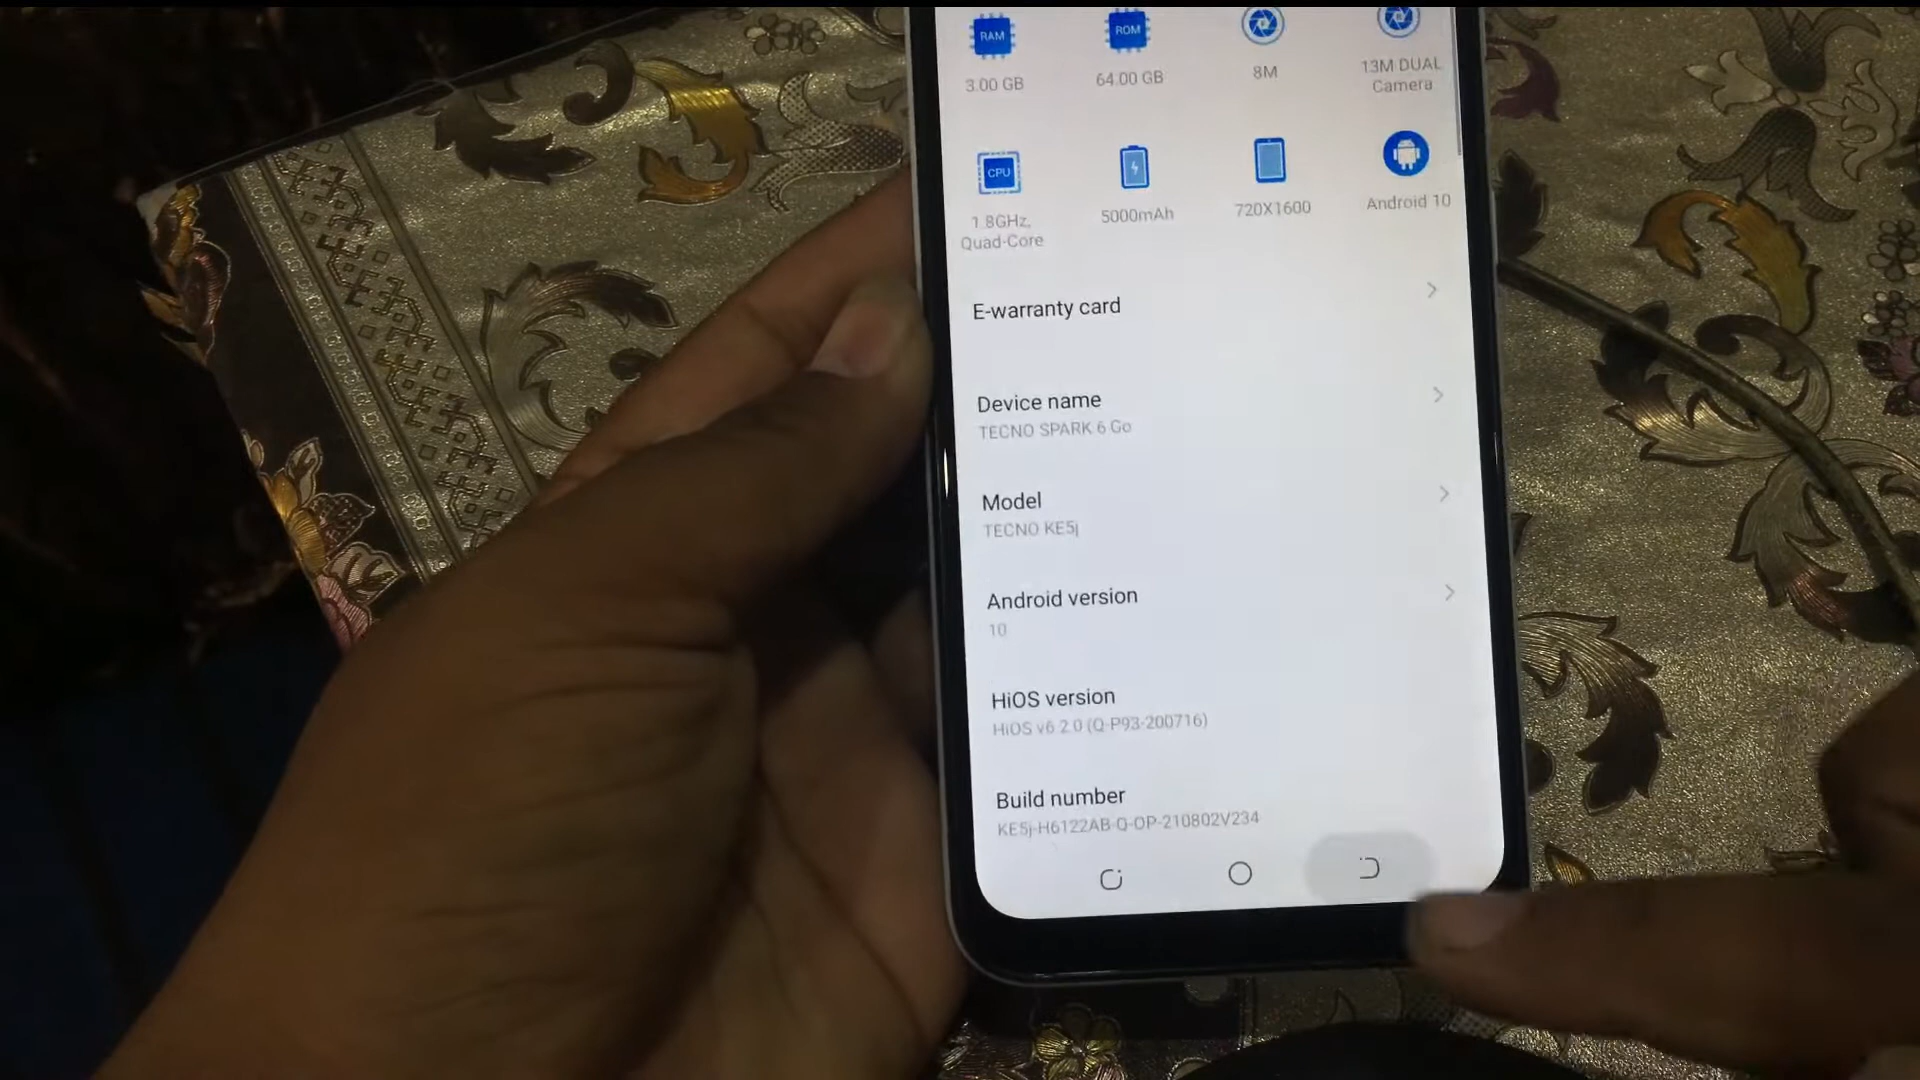 RAM
ROM
3.00 GB
64.00 GB
8M
13M DUAL
Camera
CPU
1.8GHz,
Quad-Core
5000mAh
720X1600
Android 10
E-warranty card
Device name
TECNO SPARK 6 Go
Model
TECNO KE5j
Android version
10
HiOS version
HiOS v6.2.0 (Q-P93-200716)
Build number
KE5j-H6122AB-Q-OP-210802V234